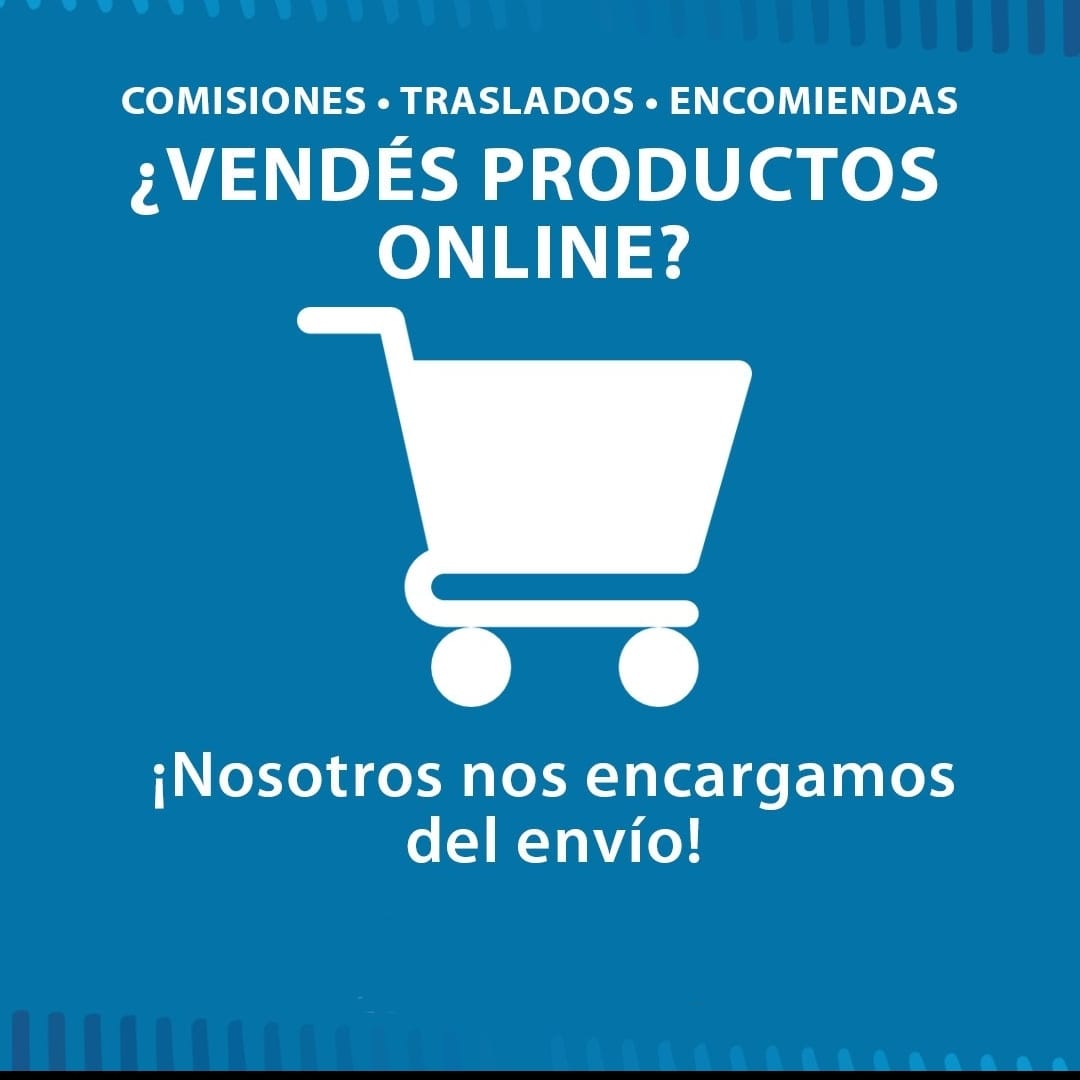 COMISIONES • TRASLADOS • ENCOMIENDAS
¿VENDÉS PRODUCTOS
ONLINE?
¡Nosotros nos encargamos
del envío!